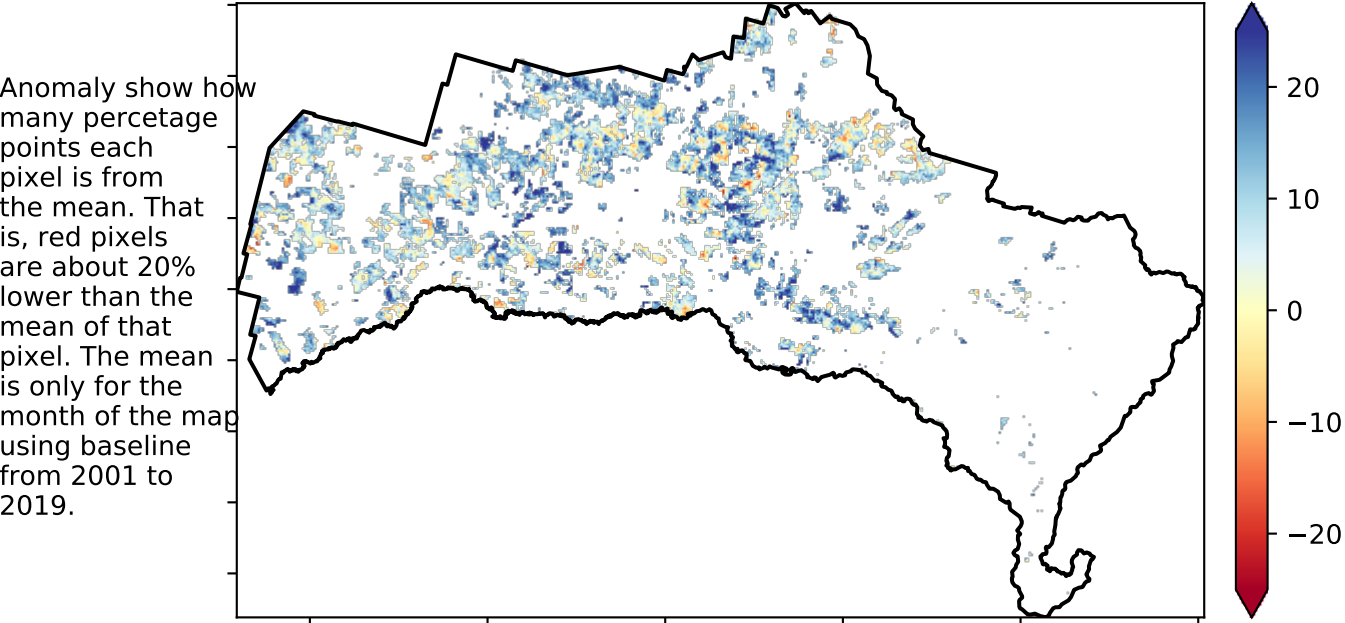 Anomaly show how
many percetage
points each
pixel is from
the mean. That
is, red pixels
are about 20%
lower than the
mean of that
pixel. The mean
is only for the
month of the map
using baseline
from 2001 to
2019.
20
10
0
−10
−20